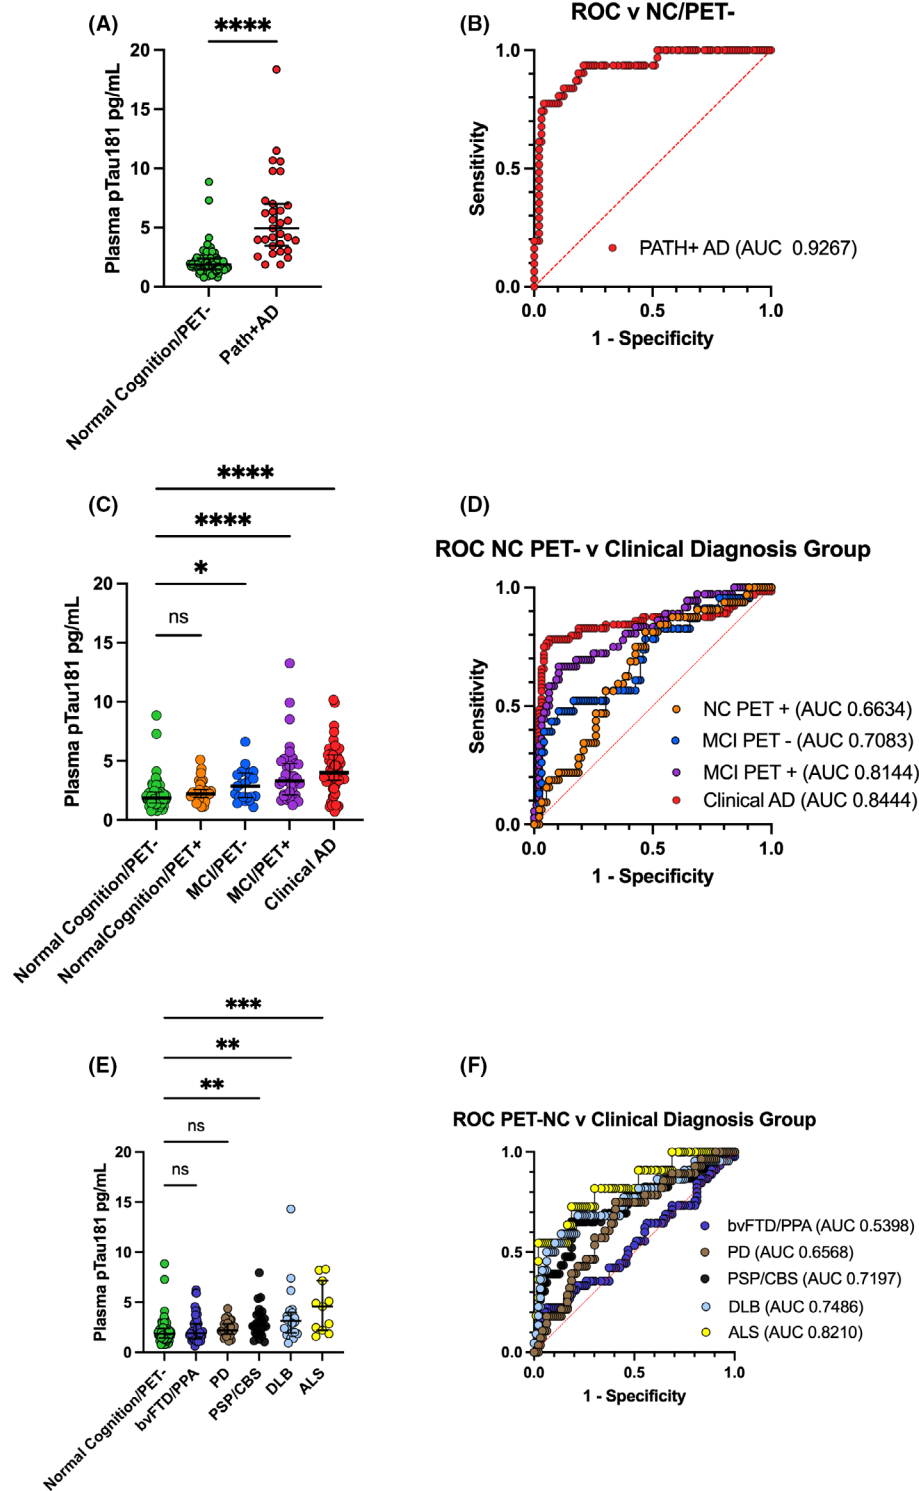 (A)
****
Plasma pTau181 pg/mL
20
15
10
5
0
Normal Cognition/PET-
Path+AD
(B)
ROC v NC/PET-
Sensitivity
1.0
0.5
0.0
PATH+ AD (AUC 0.9267)
0.0
0.5
1.0
1 - Specificity
(C)
****
****
*
ns
Plasma pTau181 pg/mL
20
15
10
5
0
Normal Cognition/PET-
NormalCognition/PET+
MCI/PET-
MCI/PET+
Clinical AD
(D)
ROC NC PET- v Clinical Diagnosis Group
Sensitivity
1.0
0.5
0.0
NC PET + (AUC 0.6634)
MCI PET - (AUC 0.7083)
MCI PET + (AUC 0.8144)
Clinical AD (AUC 0.8444)
0.0
0.5
1.0
1 - Specificity
(E)
***
**
**
ns
ns
Plasma pTau181 pg/mL
20
15
10
5
0
Normal Cognition/PET-
bvFTD/PPA
PD
PSP/CBS
DLB
ALS
(F)
ROC PET-NC v Clinical Diagnosis Group
1.0
0.5
0.0
bvFTD/PPA (AUC 0.5398)
PD (AUC 0.6568)
PSP/CBS (AUC 0.7197)
DLB (AUC 0.7486)
ALS (AUC 0.8210)
0.0
0.5
1.0
1 - Specificity